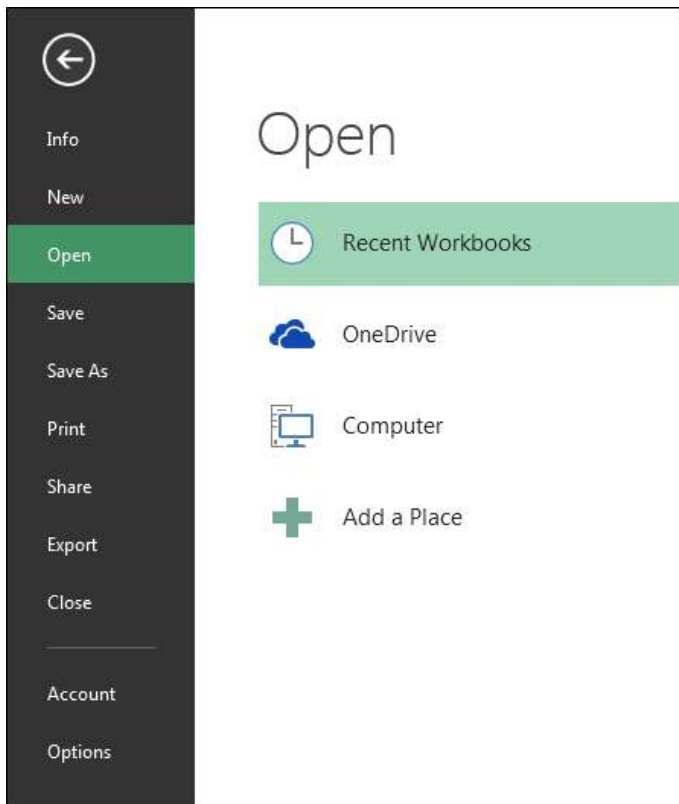 Info
New
Open
Save
Save As
Print
Share
Export
Close
Account
Options
Open
Recent Workbooks
OneDrive
Computer
Add a Place